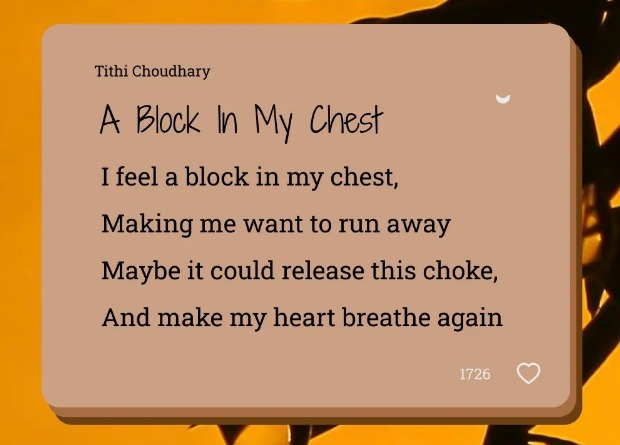 Tithi Choudhary
A Block In My Chest
I feel a block in my chest,
Making me want to run away
Maybe it could release this choke,
And make my heart breathe again
1726